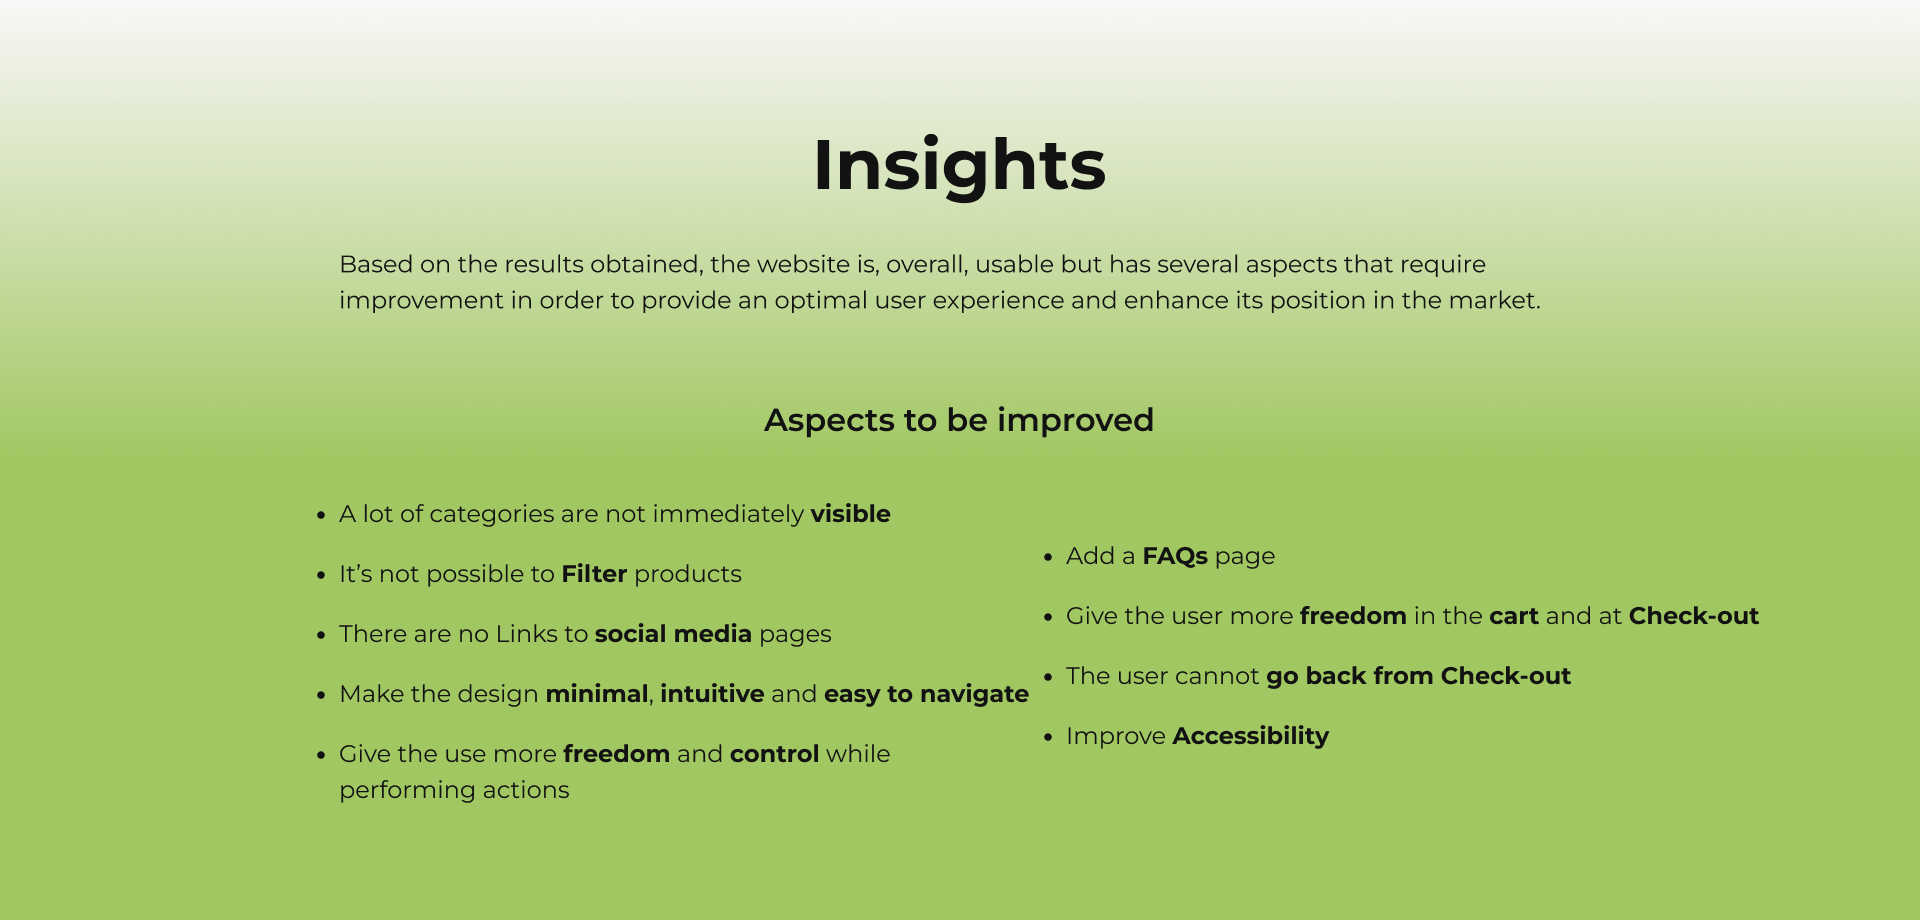 Insights
Based on the results obtained, the website is, overall, usable but has several aspects that require
improvement in order to provide an optimal user experience and enhance its position in the market.
Aspects to be improved
• A lot of categories are not immediately visible
• It’s not possible to Filter products
• There are no Links to social media pages
• Make the design minimal, intuitive and easy to navigate
• Give the use more freedom and control while
performing actions
• Add a FAQs page
• Give the user more freedom in the cart and at Check-out
• The user cannot go back from Check-out
• Improve Accessibility